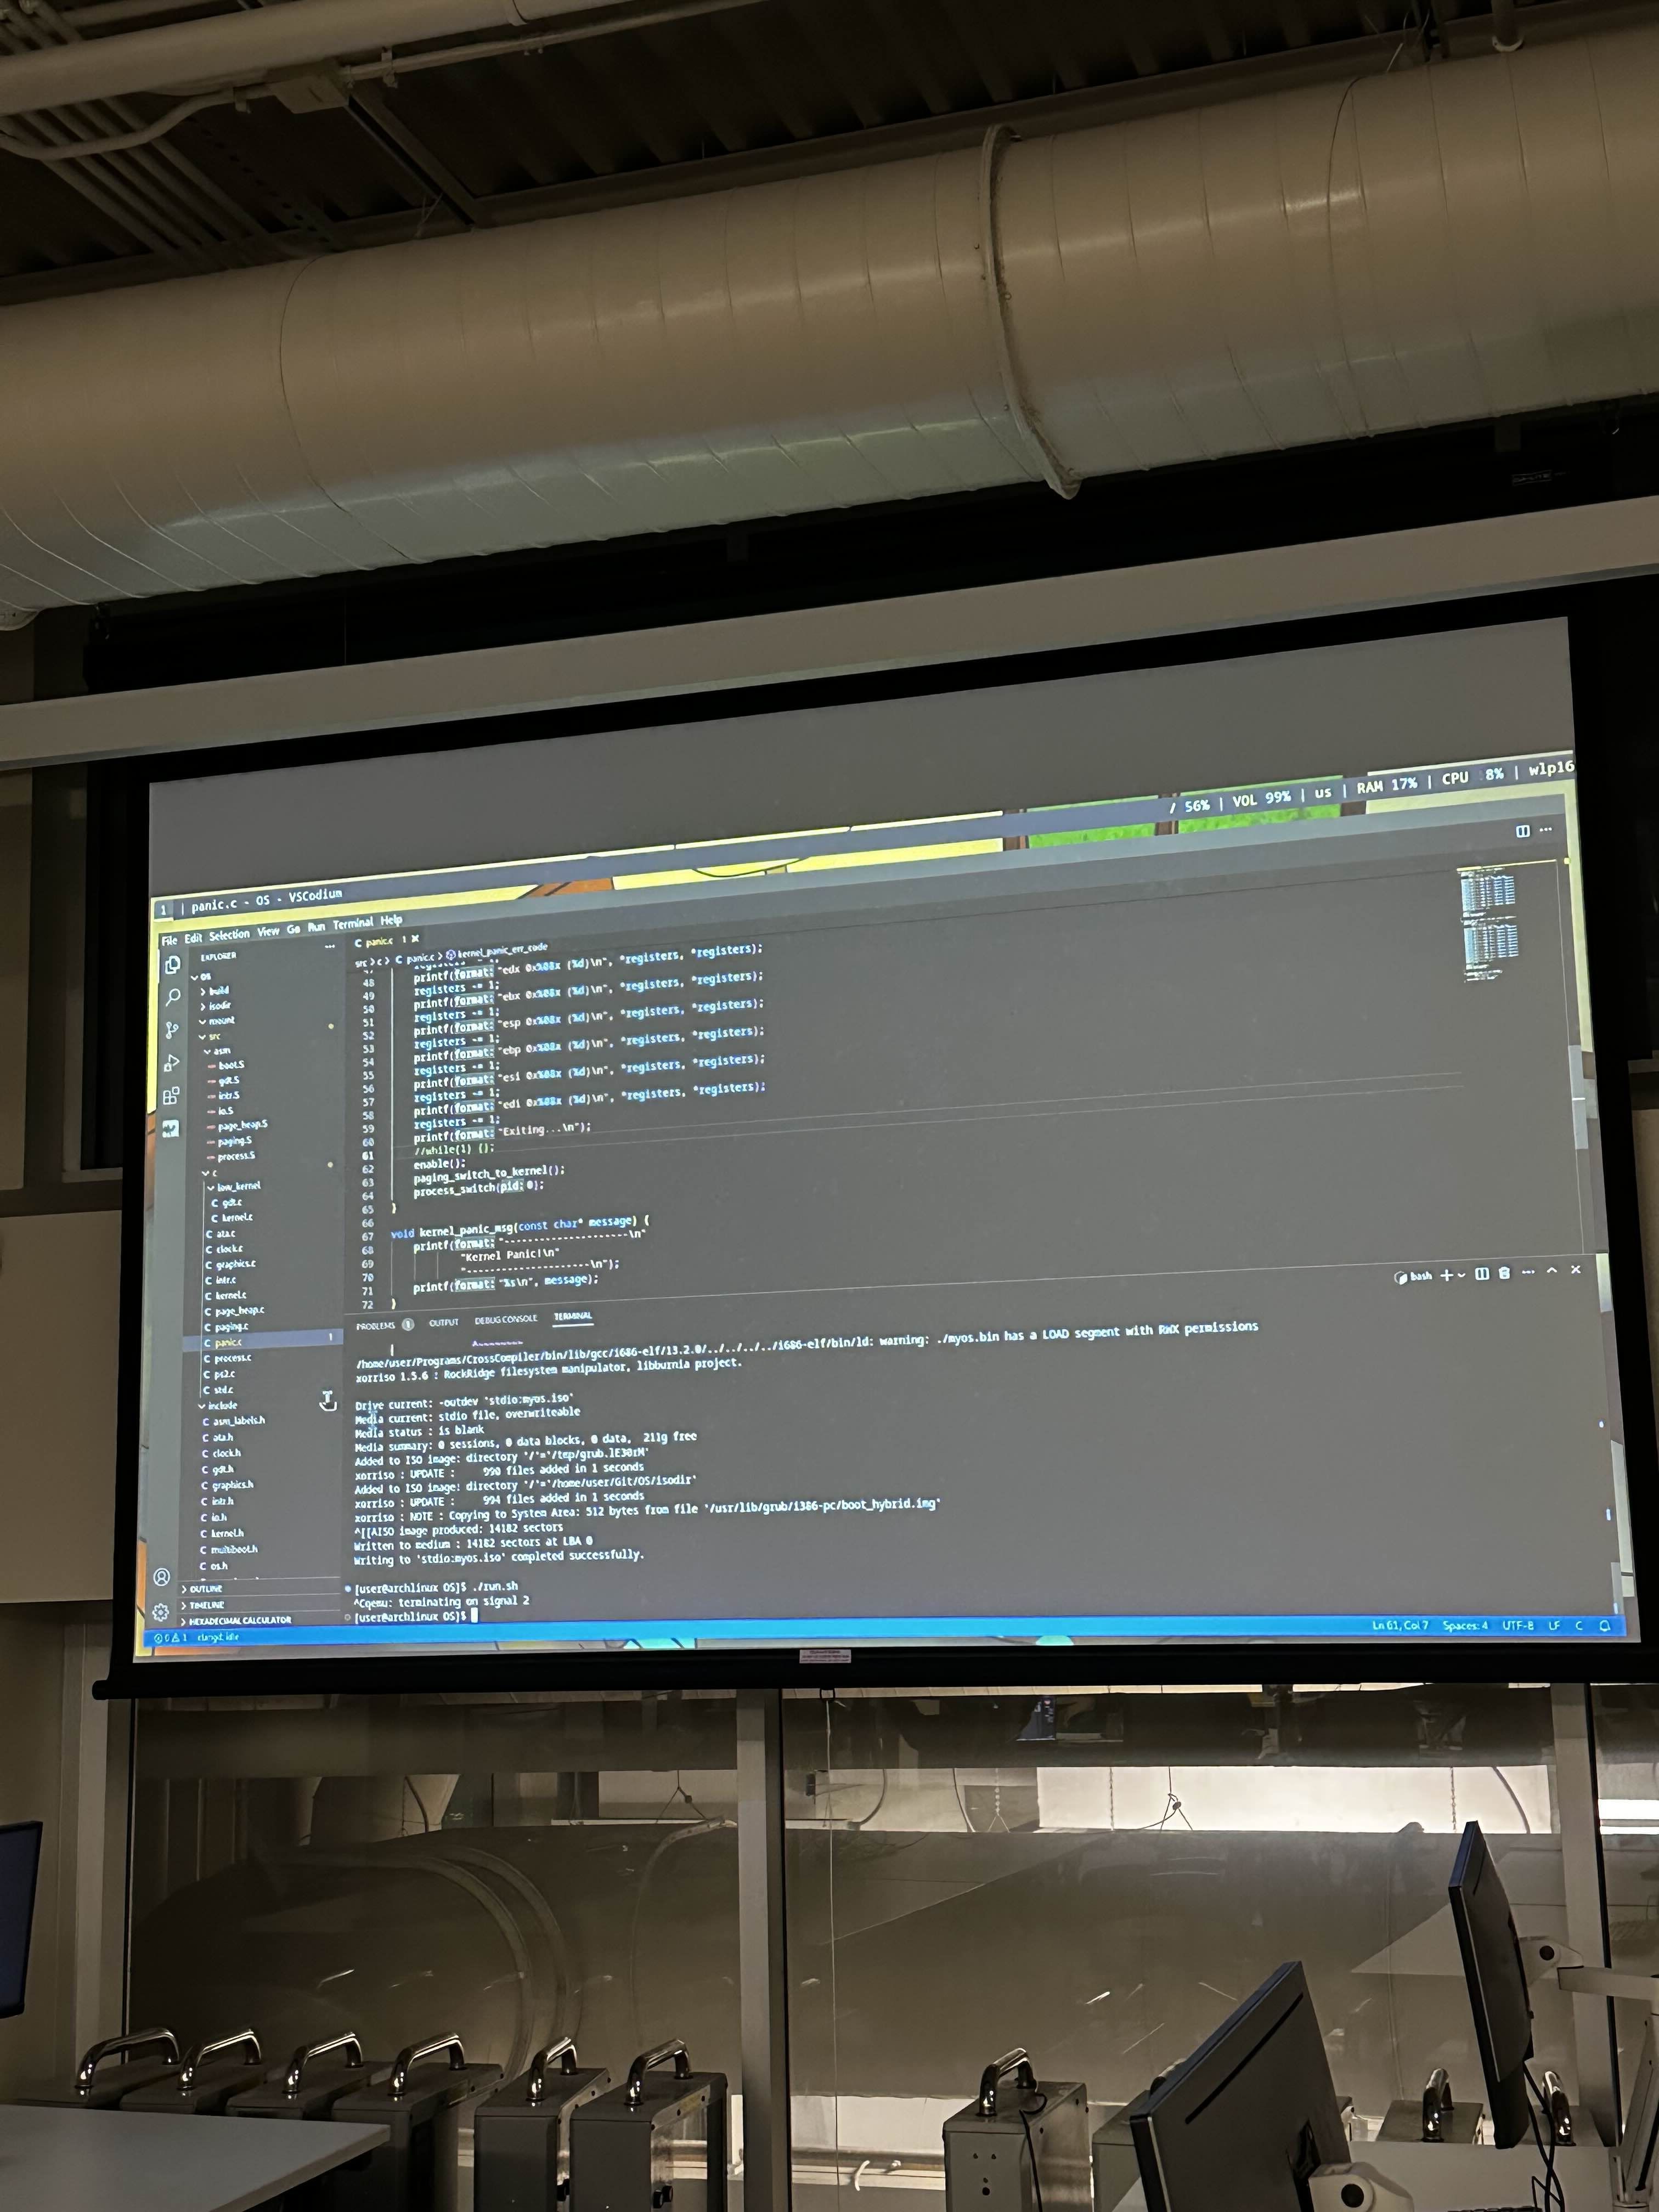 / 56% | VOL 99% | us | RAM 17% | CPU 8% | wlp16
1 | panic.c - OS - VSCodium
File Edit Selection View Go Run Terminal Help
EXPLORER
OS
build
isodir
mount
src
asm
boot.S
gdt.S
intr.S
io.S
page_heap.S
paging.S
process.S
c
low_kernel
C gdt.c
C kernel.c
C ata.c
C clock.c
C graphics.c
C intr.c
C kernel.c
C page_heap.c
C paging.c
C panic.c 1
C process.c
C ps2.c
C std.c
include
C asm_labels.h
C ata.h
C clock.h
C gdt.h
C graphics.h
C intr.h
C io.h
C kernel.h
C multiboot.h
C os.h
OUTLINE
TIMELINE
HEXADECIMAL CALCULATOR
C panic.c 1
src > c > C panic.c > kernel_panic_err_code
48 printf(format: "edx 0x%08x (%d)\n", *registers, *registers);
49 registers -= 1;
50 printf(format: "ebx 0x%08x (%d)\n", *registers, *registers);
51 registers -= 1;
52 printf(format: "esp 0x%08x (%d)\n", *registers, *registers);
53 registers -= 1;
54 printf(format: "ebp 0x%08x (%d)\n", *registers, *registers);
55 registers -= 1;
56 printf(format: "esi 0x%08x (%d)\n", *registers, *registers);
57 registers -= 1;
58 printf(format: "edi 0x%08x (%d)\n", *registers, *registers);
59 registers -= 1;
60 printf(format: "Exiting...\n");
61 //while(1) {};
62 enable();
63 paging_switch_to_kernel();
64 process_switch(pid: 0);
65 }
66
67 void kernel_panic_msg(const char* message) {
68 printf(format: "---------------------\n"
69 "Kernel Panic!\n"
70 "---------------------\n");
71 printf(format: "%s\n", message);
72 }
PROBLEMS 1 OUTPUT DEBUG CONSOLE TERMINAL
bash
/home/user/Programs/CrossCompiler/bin/lib/gcc/i686-elf/13.2.0/../../../../i686-elf/bin/ld: warning: ./myos.bin has a LOAD segment with RWX permissions
xorriso 1.5.6 : RockRidge filesystem manipulator, libburnia project.
Drive current: -outdev 'stdio:myos.iso'
Media current: stdio file, overwriteable
Media status : is blank
Media summary: 0 sessions, 0 data blocks, 0 data, 211g free
Added to ISO image: directory '/'='/tmp/grub.lE30rM'
xorriso : UPDATE : 990 files added in 1 seconds
Added to ISO image: directory '/'='/home/user/Git/OS/isodir'
xorriso : UPDATE : 994 files added in 1 seconds
xorriso : NOTE : Copying to System Area: 512 bytes from file '/usr/lib/grub/i386-pc/boot_hybrid.img'
^[[AISO image produced: 14182 sectors
Written to medium : 14182 sectors at LBA 0
Writing to 'stdio:myos.iso' completed successfully.
[user@archlinux OS]$ ./run.sh
^Cqemu: terminating on signal 2
[user@archlinux OS]$
0 1 clangd: idle
Ln 61, Col 7 Spaces: 4 UTF-8 LF C